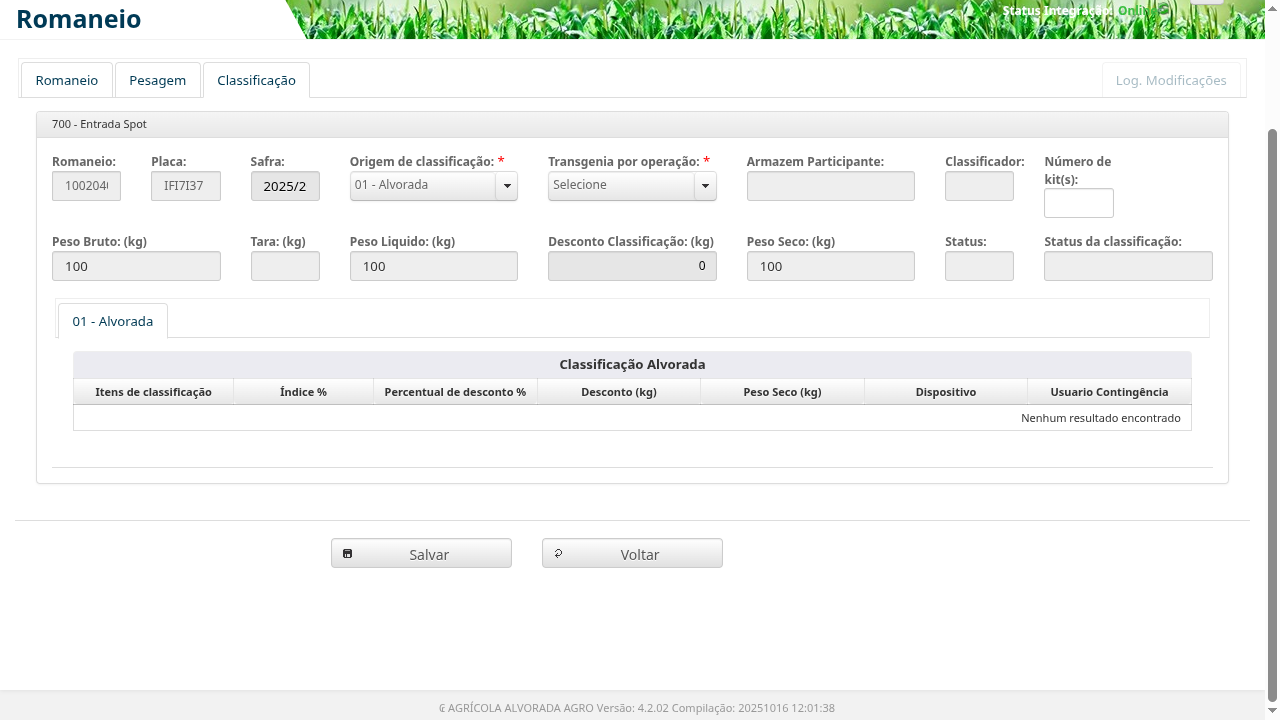 Romaneio
Status Integração:
Romaneio Pesagem Classificação Log. Modificações
700 - Entrada Spot
Romaneio: Placa: Safra: Origem de classificação: * Transgenia por operação: * Armazem Participante: Classificador: Número de kit(s):
IFI7I37 2025/2 01 - Alvorada Selecione
Peso Bruto: (kg) Tara: (kg) Peso Liquido: (kg) Desconto Classificação: (kg) Peso Seco: (kg) Status: Status da classificação:
100 100 0 100
01 - Alvorada
Classificação Alvorada
Itens de classificação Índice % Percentual de desconto % Desconto (kg) Peso Seco (kg) Dispositivo Usuario Contingência
Nenhum resultado encontrado
Salvar Voltar
AGRÍCOLA ALVORADA AGRO Versão: 4.2.02 Compilação: 20251016 12:01:38